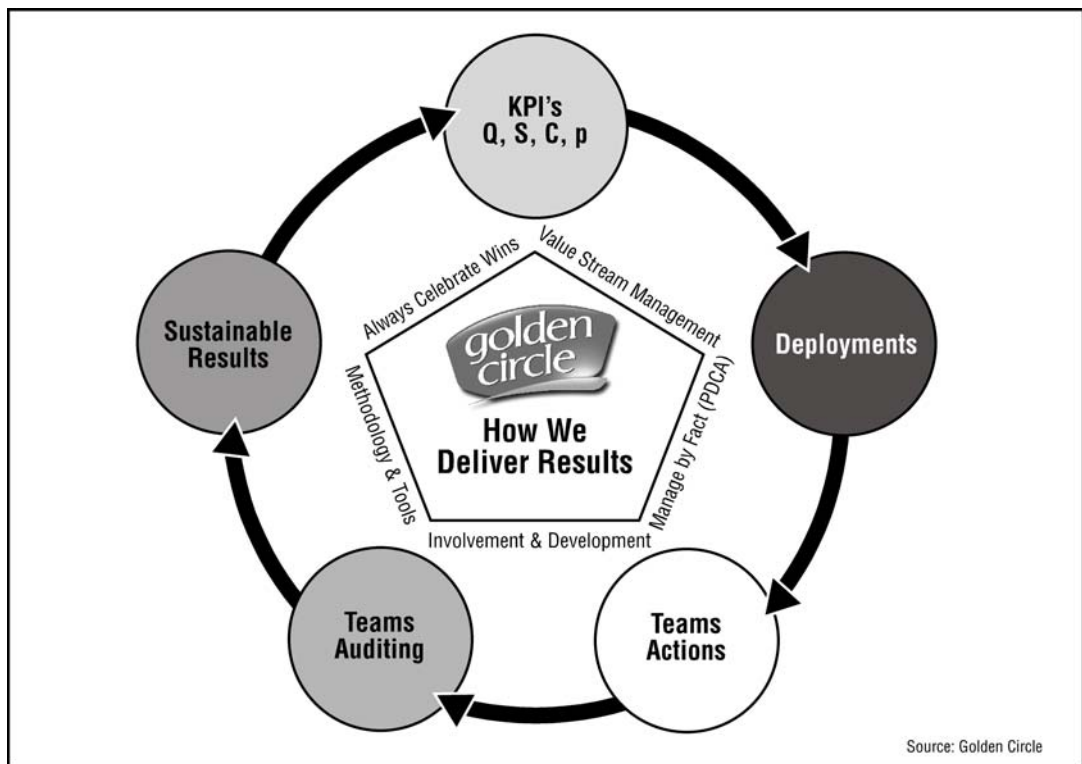 KPI's
Q, S, C, p
Always Celebrate Wins
Value Stream Management
Sustainable
Results
golden
circle
Deployments
How We
Deliver Results
Methodology & Tools
Manage by Fact (PDCA)
Involvement & Development
Teams
Auditing
Teams
Actions
Source: Golden Circle